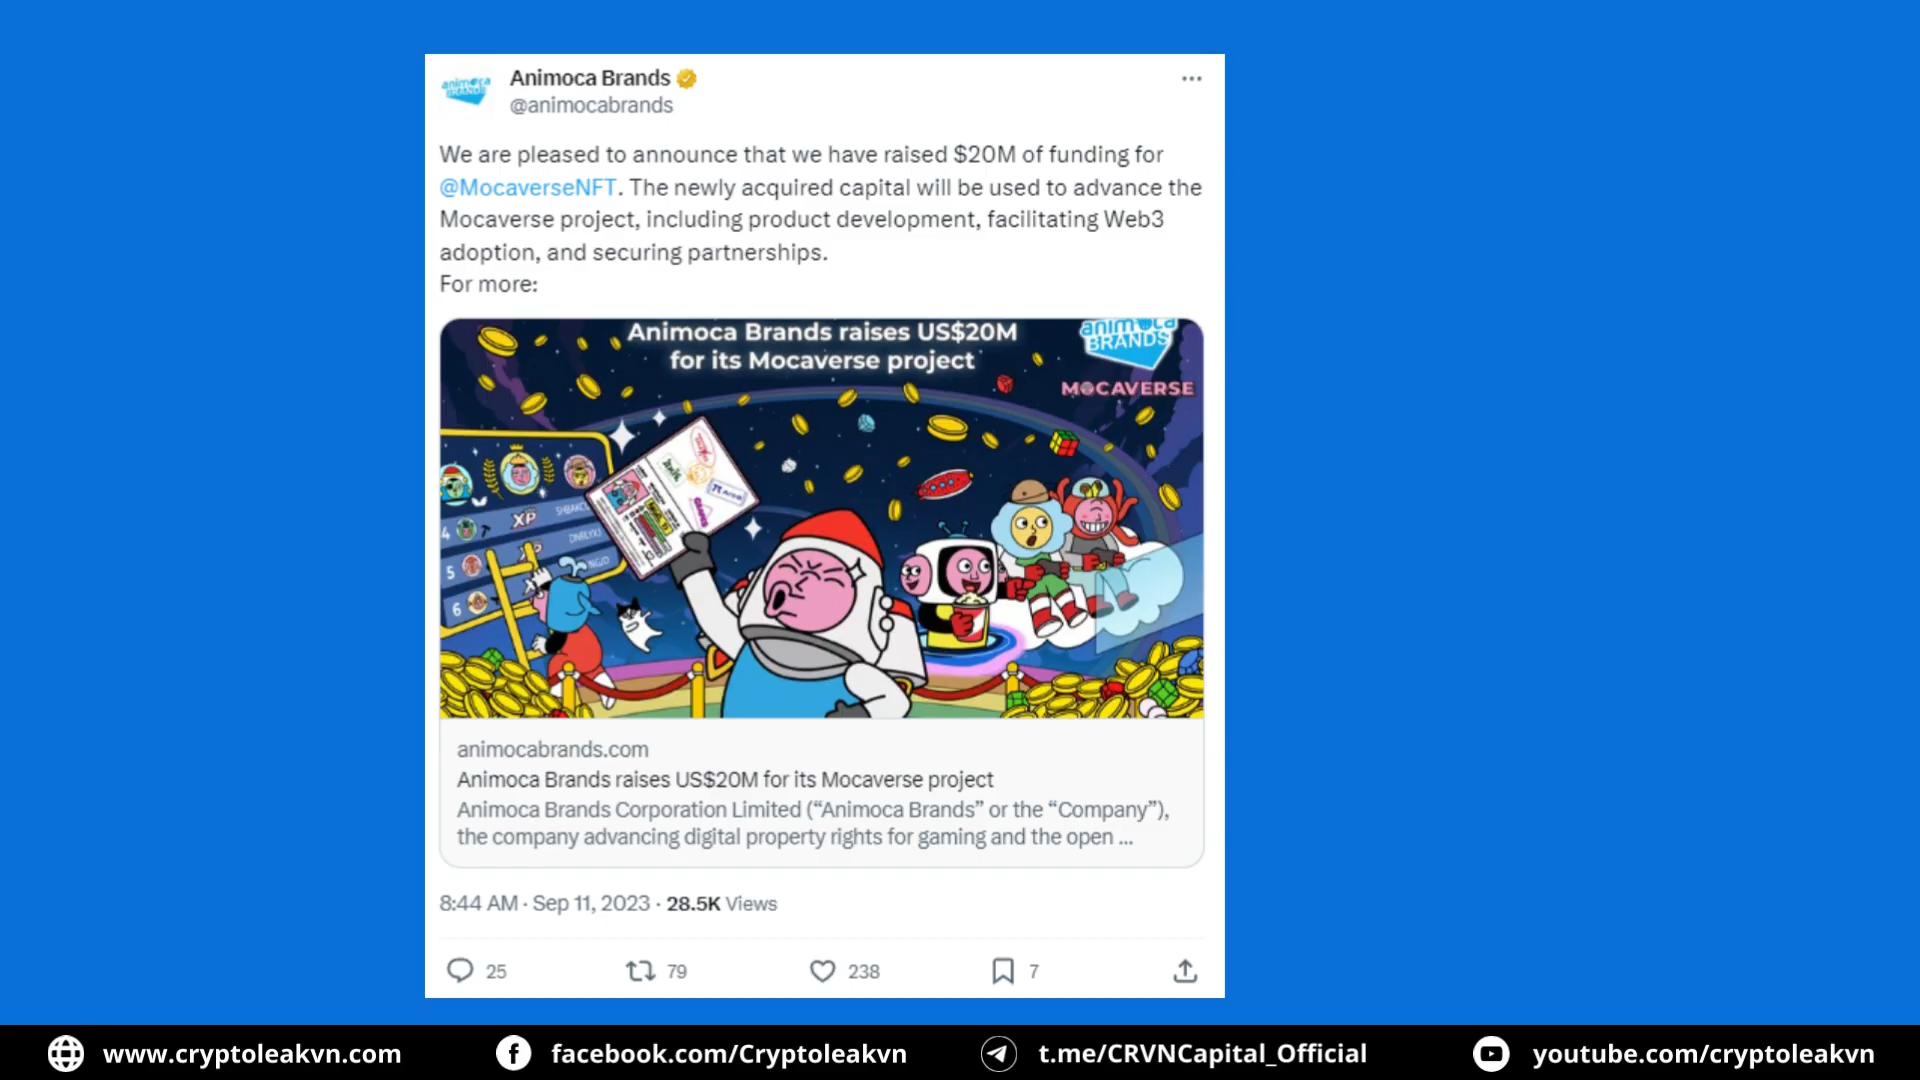 animoca
BRANDS
Animoca Brands
@animocabrands
We are pleased to announce that we have raised $20M of funding for
@MocaverseNFT. The newly acquired capital will be used to advance the
Mocaverse project, including product development, facilitating Web3
adoption, and securing partnerships.
For more:
Animoca Brands raises US$20M
for its Mocaverse project
animoca
BRANDS
MOCAVERSE
4
XP
5
6
animocabrands.com
Animoca Brands raises US$20M for its Mocaverse project
Animoca Brands Corporation Limited (“Animoca Brands” or the “Company”),
the company advancing digital property rights for gaming and the open ...
8:44 AM · Sep 11, 2023 · 28.5K Views
25
79
238
7
www.cryptoleakvn.com
facebook.com/Cryptoleakvn
t.me/CRVNCapital_Official
youtube.com/cryptoleakvn